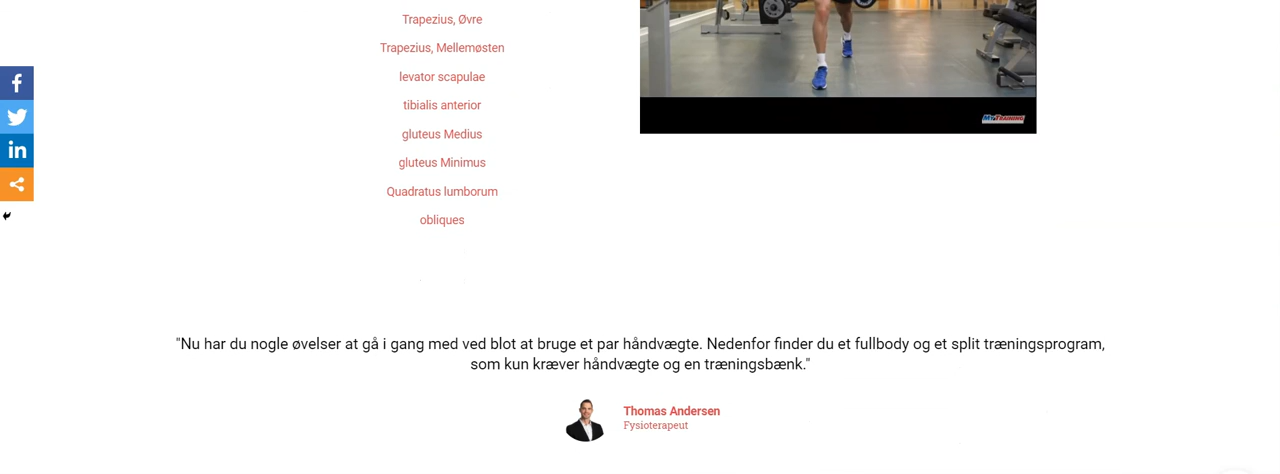 Trapezius, Øvre
Trapezius, Mellemøsten
levator scapulae
tibialis anterior
gluteus Medius
gluteus Minimus
Quadratus lumborum
obliques
MyTraining
"Nu har du nogle øvelser at gå i gang med ved blot at bruge et par håndvægte. Nedenfor finder du et fullbody og et split træningsprogram,
som kun kræver håndvægte og en træningsbænk."
Thomas Andersen
Fysioterapeut